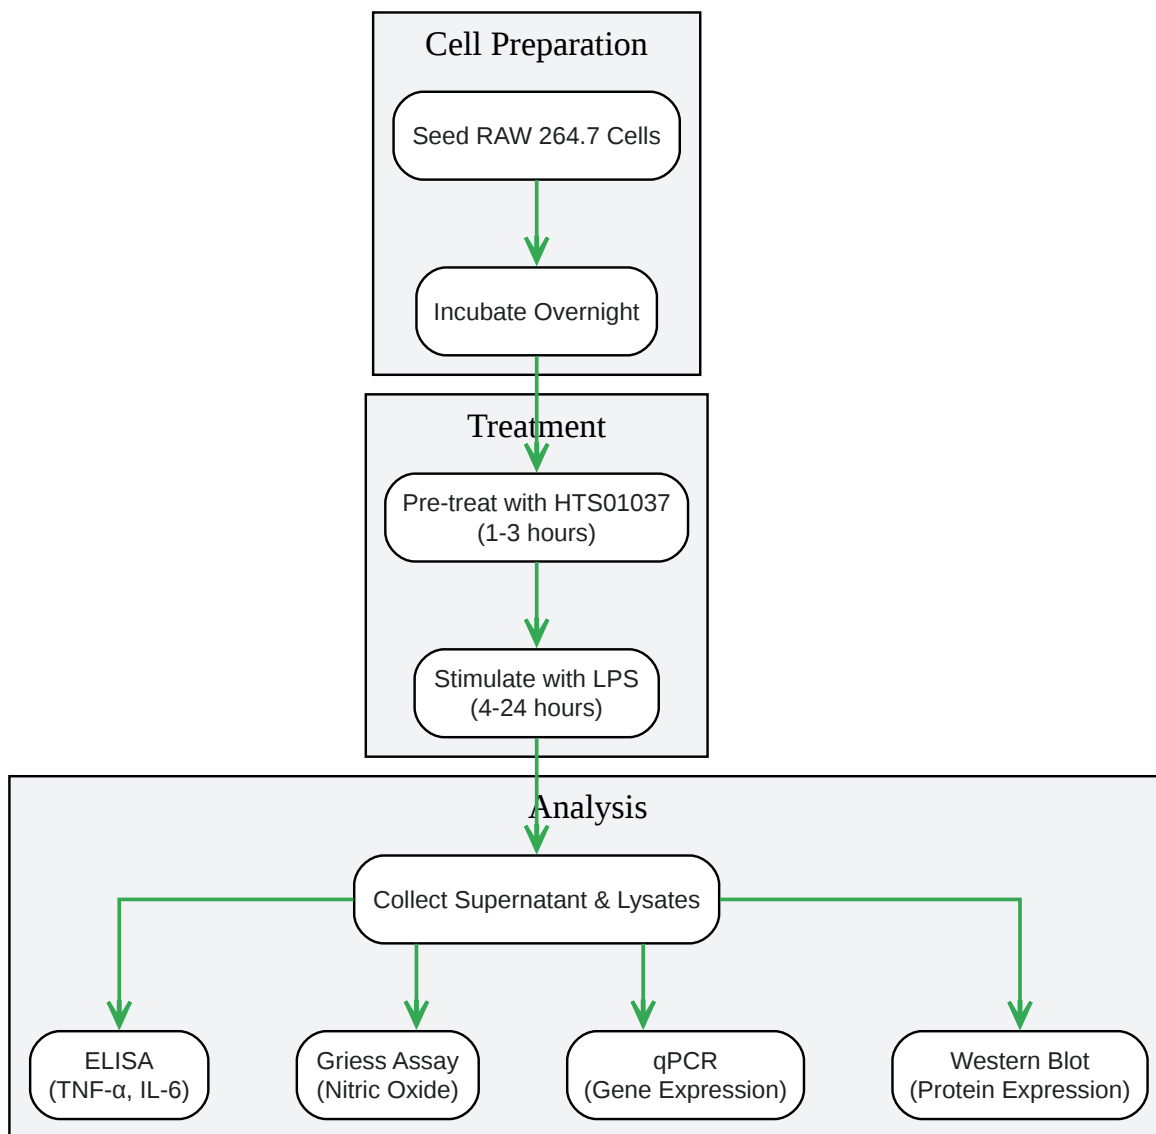 Cell Preparation
Seed RAW 264.7 Cells
Incubate Overnight
Treatment
Pre-treat with HTS01037
(1-3 hours)
Stimulate with LPS
(4-24 hours)
Analysis
Collect Supernatant & Lysates
ELISA
(TNF-α, IL-6)
Griess Assay
(Nitric Oxide)
qPCR
(Gene Expression)
Western Blot
(Protein Expression)